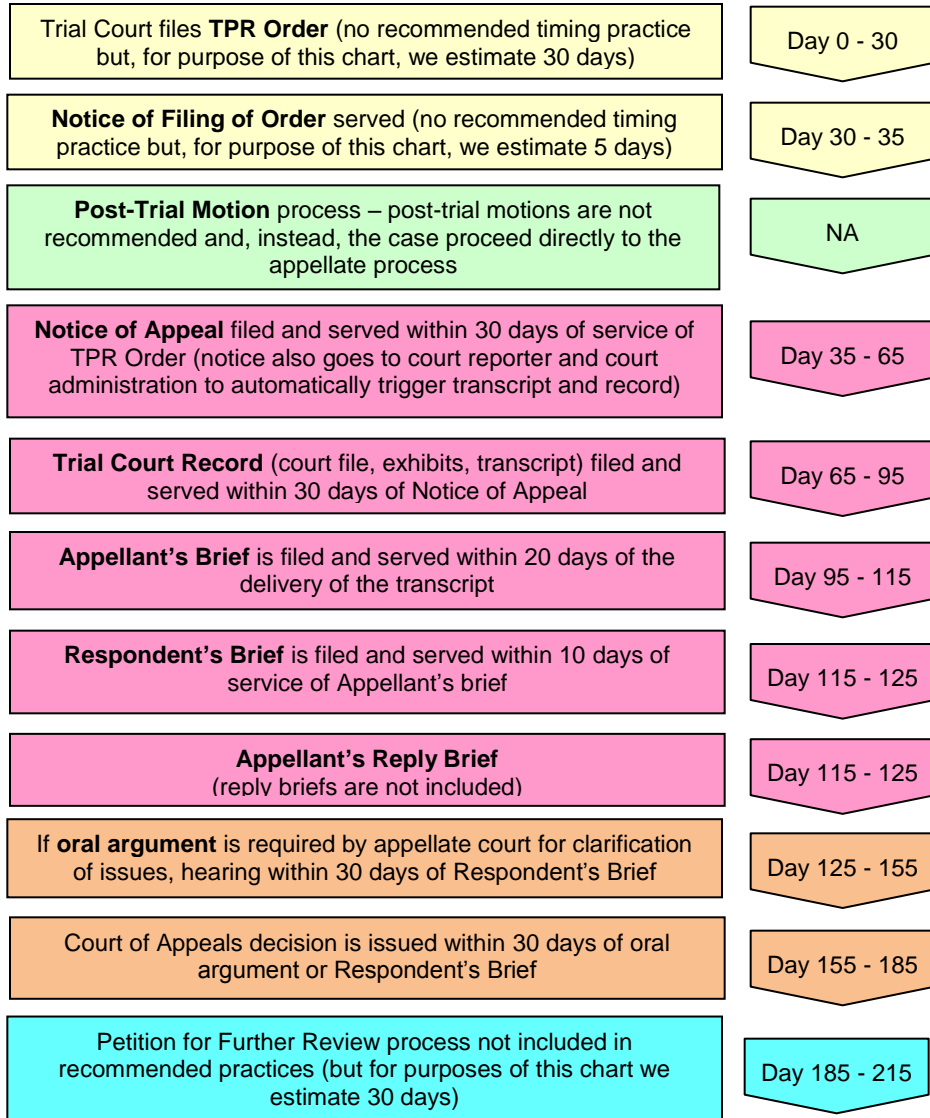 Trial Court files TPR Order (no recommended timing practice
but, for purpose of this chart, we estimate 30 days)
Day 0 - 30
Notice of Filing of Order served (no recommended timing
practice but, for purpose of this chart, we estimate 5 days)
Day 30 - 35
Post-Trial Motion process – post-trial motions are not
recommended and, instead, the case proceed directly to the
appellate process
NA
Notice of Appeal filed and served within 30 days of service of
TPR Order (notice also goes to court reporter and court
administration to automatically trigger transcript and record)
Day 35 - 65
Trial Court Record (court file, exhibits, transcript) filed and
served within 30 days of Notice of Appeal
Day 65 - 95
Appellant’s Brief is filed and served within 20 days of the
delivery of the transcript
Day 95 - 115
Respondent’s Brief is filed and served within 10 days of
service of Appellant’s brief
Day 115 - 125
Appellant’s Reply Brief
(reply briefs are not included)
Day 115 - 125
If oral argument is required by appellate court for clarification
of issues, hearing within 30 days of Respondent’s Brief
Day 125 - 155
Court of Appeals decision is issued within 30 days of oral
argument or Respondent’s Brief
Day 155 - 185
Petition for Further Review process not included in
recommended practices (but for purposes of this chart we
estimate 30 days)
Day 185 - 215